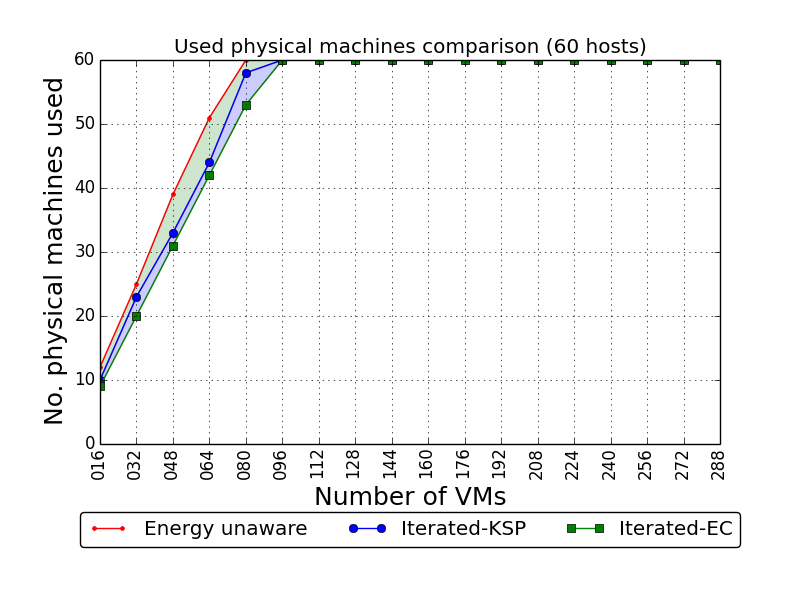 Used physical machines comparison (60 hosts)
No. physical machines used
60
50
40
30
20
10
0
016 032 048 064 080 096 112 128 144 160 176 192 208 224 240 256 272 288
Number of VMs
Energy unaware Iterated-KSP Iterated-EC